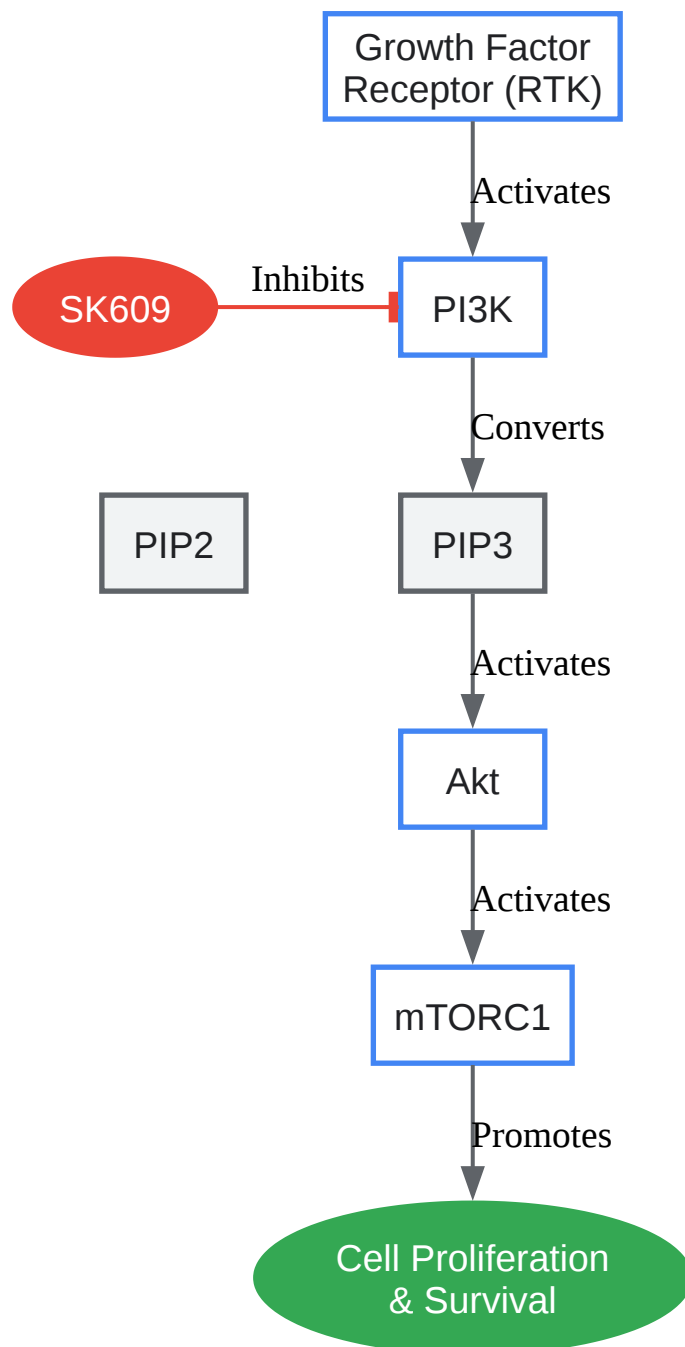 Growth Factor
Receptor (RTK)
Activates
Inhibits
SK609
PI3K
Converts
PIP2
PIP3
Activates
Akt
Activates
mTORC1
Promotes
Cell Proliferation
& Survival